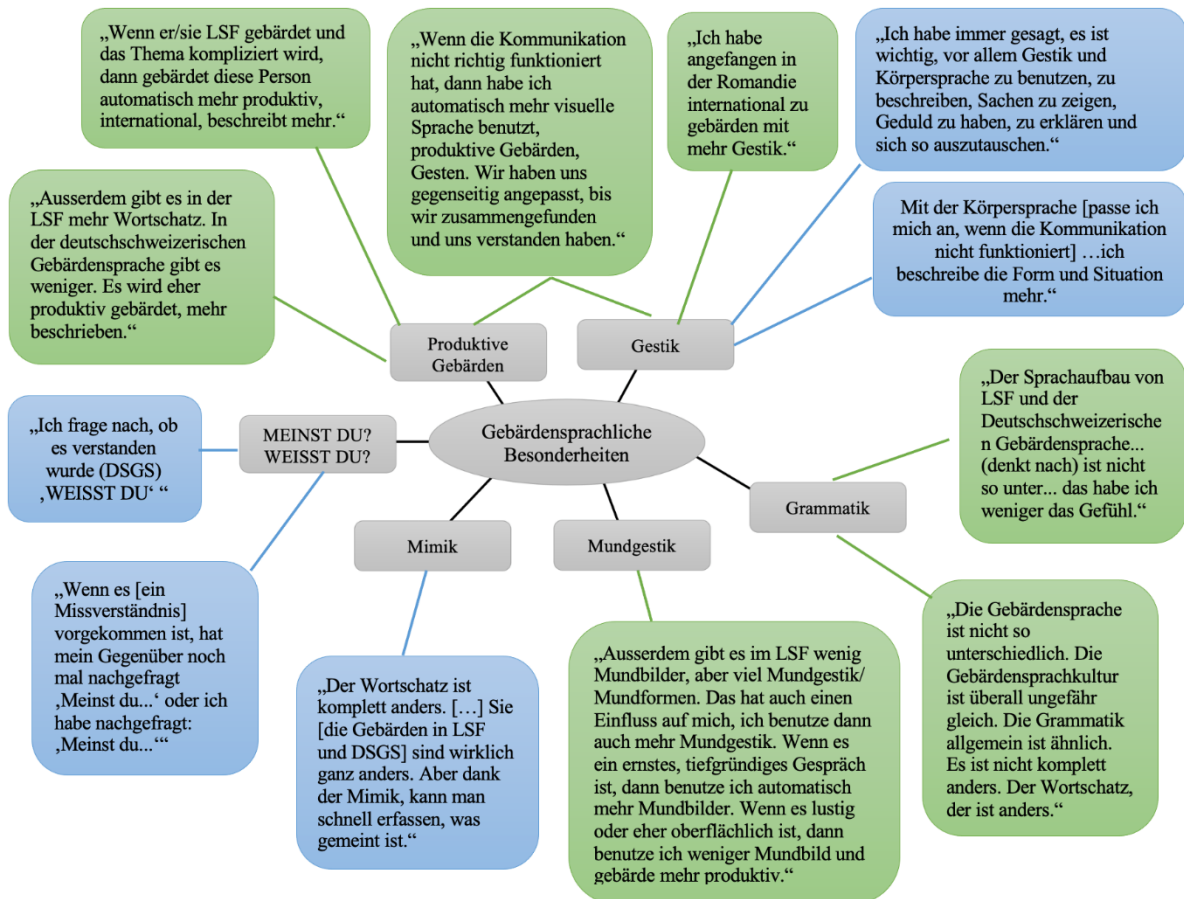 „Wenn er/sie LSF gebärdet und
das Thema kompliziert wird,
dann gebärdet diese Person
automatisch mehr produktiv,
international, beschreibt mehr.“
„Wenn die Kommunikation
nicht richtig funktioniert
hat, dann habe ich
automatisch mehr visuelle
Sprache benutzt,
produktive Gebärden,
Gesten. Wir haben uns
gegenseitig angepasst, bis
wir zusammengefunden
und uns verstanden haben.“
„Ich habe
angefangen in
der Romandie
international zu
gebärden mit
mehr Gestik.“
„Ich habe immer gesagt, es ist
wichtig, vor allem Gestik und
Körpersprache zu benutzen, zu
beschreiben, Sachen zu zeigen,
Geduld zu haben, zu erklären und
sich so auszutauschen.“
„Ausserdem gibt es in der
LSF mehr Wortschatz. In
der deutschschweizerischen
Gebärdensprache gibt es
weniger. Es wird eher
produktiv gebärdet, mehr
beschrieben.“
Mit der Körpersprache [passe ich
mich an, wenn die Kommunikation
nicht funktioniert] …ich
beschreibe die Form und Situation
mehr.“
Produktive
Gebärden
Gestik
„Ich frage nach, ob
es verstanden
wurde (DSGS)
‚WEISST DU‘ “
MEINST DU?
WEISST DU?
Gebärdensprachliche
Besonderheiten
„Der Sprachaufbau von
LSF und der
Deutschschweizerische
n Gebärdensprache...
(denkt nach) ist nicht
so unter... das habe ich
weniger das Gefühl.“
Grammatik
Mimik
Mundgestik
„Wenn es [ein
Missverständnis]
vorgekommen ist, hat
mein Gegenüber noch
mal nachgefragt
‚Meinst du...‘ oder ich
habe nachgefragt:
‚Meinst du...‘“
„Der Wortschatz ist
komplett anders. […] Sie
[die Gebärden in LSF
und DSGS] sind wirklich
ganz anders. Aber dank
der Mimik, kann man
schnell erfassen, was
gemeint ist.“
„Ausserdem gibt es im LSF wenig
Mundbilder, aber viel Mundgestik/
Mundformen. Das hat auch einen
Einfluss auf mich, ich benutze dann
auch mehr Mundgestik. Wenn es
ein ernstes, tiefgründiges Gespräch
ist, dann benutze ich automatisch
mehr Mundbilder. Wenn es lustig
oder eher oberflächlich ist, dann
benutze ich weniger Mundbild und
gebärde mehr produktiv.“
„Die Gebärdensprache
ist nicht so
unterschiedlich. Die
Gebärdensprachkultur
ist überall ungefähr
gleich. Die Grammatik
allgemein ist ähnlich.
Es ist nicht komplett
anders. Der Wortschatz,
der ist anders.“